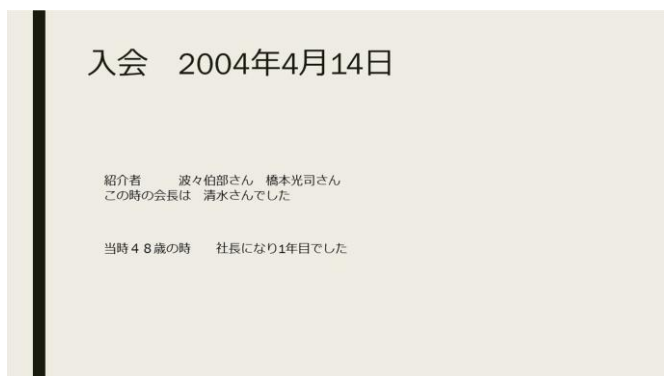 入会　2004年4月14日
紹介者　　　波々伯部さん　橋本光司さん
この時の会長は　清水さんでした
当時４８歳の時　　社長になり1年目でした